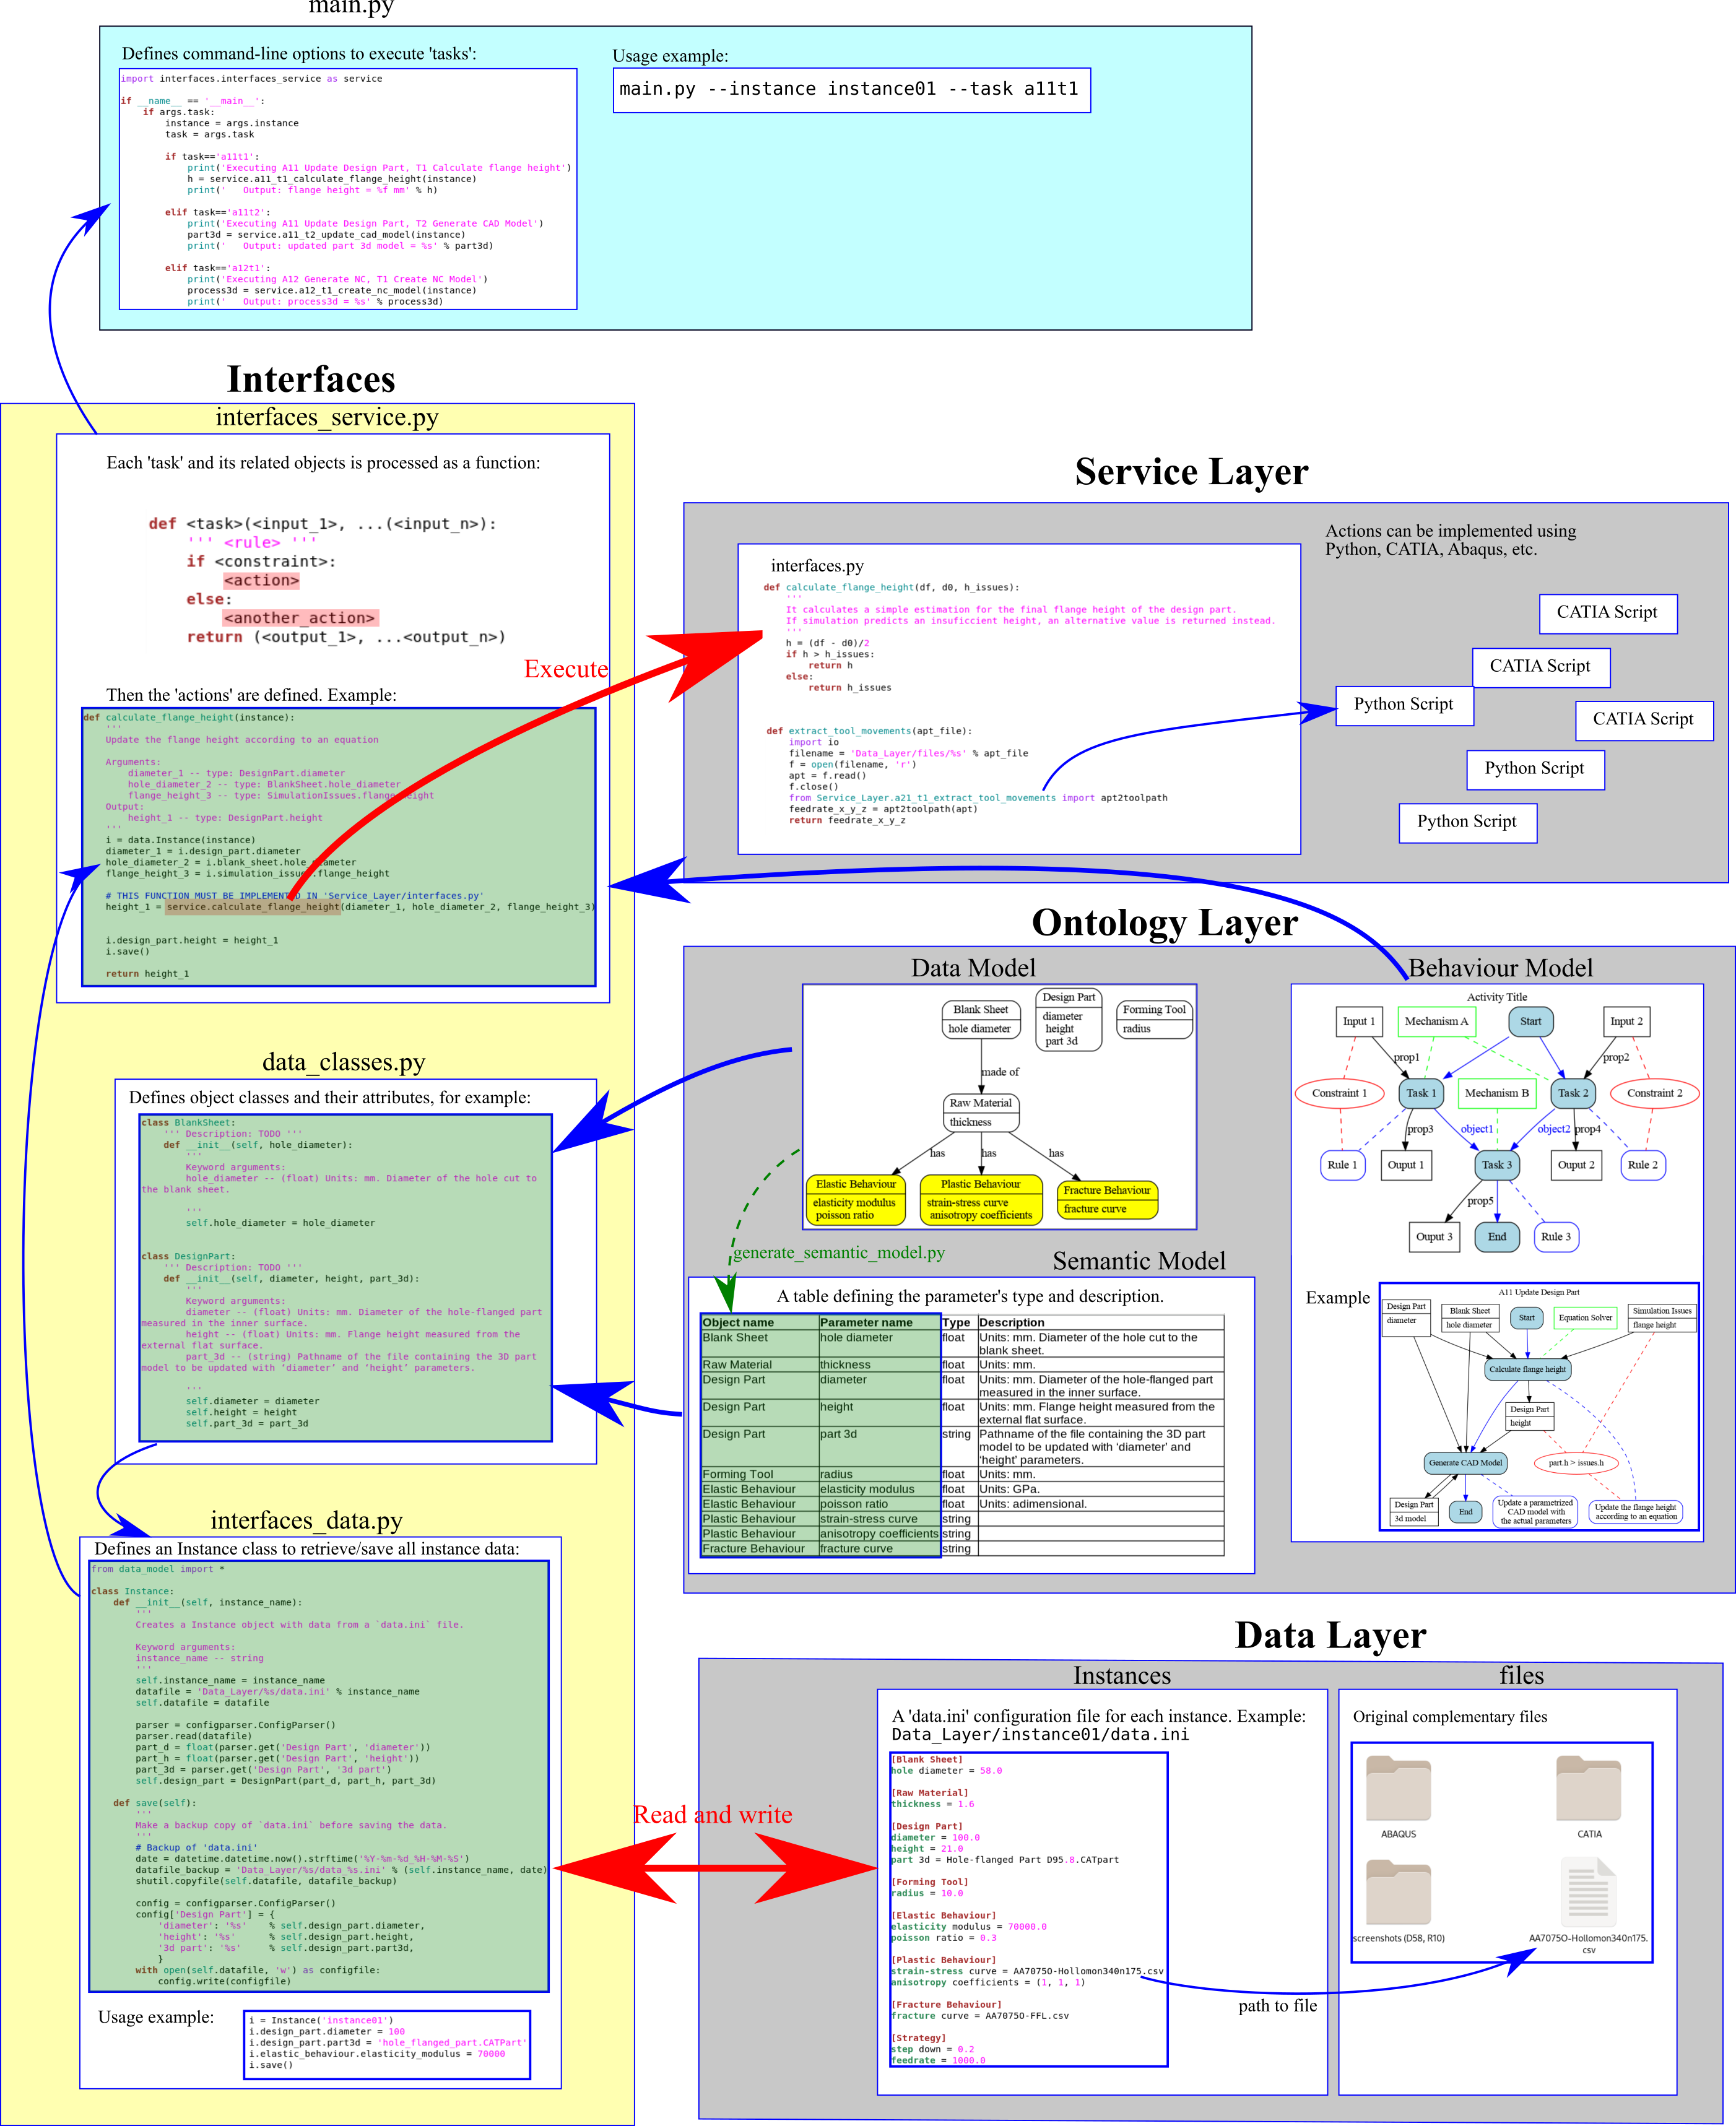 main.py
Defines command-line options to execute 'tasks':
import interfaces.interfaces_service as service
if __name__ == '__main__':
if args.task:
instance = args.instance
task = args.task
if task=='a11t1':
print('Executing A11 Update Design Part, T1 Calculate flange height')
h = service.a11_t1_calculate_flange_height(instance)
print('   Output: flange height = %f mm' % h)
elif task=='a11t2':
print('Executing A11 Update Design Part, T2 Generate CAD Model')
part3d = service.a11_t2_update_cad_model(instance)
print('   Output: updated part 3d model = %s' % part3d)
elif task=='a12t1':
print('Executing A12 Generate NC, T1 Create NC Model')
process3d = service.a12_t1_create_nc_model(instance)
print('   Output: process3d = %s' % process3d)
Usage example:
main.py --instance instance01 --task a11t1
Interfaces
interfaces_service.py
Each 'task' and its related objects is processed as a function:
def <task>(<input_1>, ...(<input_n>):
''' <rule> '''
if <constraint>:
<action>
else:
<another_action>
return (<output_1>, ...<output_n>)
Execute
Then the 'actions' are defined. Example:
def calculate_flange_height(instance):
'''
Update the flange height according to an equation
Arguments:
diameter_1 -- type: DesignPart.diameter
hole_diameter_2 -- type: BlankSheet.hole_diameter
flange_height_3 -- type: SimulationIssues.flange_height
Output:
height_1 -- type: DesignPart.height
'''
i = data.Instance(instance)
diameter_1 = i.design_part.diameter
hole_diameter_2 = i.blank_sheet.hole_diameter
flange_height_3 = i.simulation_issues.flange_height
# THIS FUNCTION MUST BE IMPLEMENTED IN 'Service_Layer/interfaces.py'
height_1 = service.calculate_flange_height(diameter_1, hole_diameter_2, flange_height_3)
i.design_part.height = height_1
i.save()
return height_1
data_classes.py
Defines object classes and their attributes, for example:
class BlankSheet:
''' Description: TODO '''
def __init__(self, hole_diameter):
'''
Keyword arguments:
hole_diameter -- (float) Units: mm. Diameter of the hole cut to
the blank sheet.
'''
self.hole_diameter = hole_diameter
class DesignPart:
''' Description: TODO '''
def __init__(self, diameter, height, part_3d):
'''
Keyword arguments:
diameter -- (float) Units: mm. Diameter of the hole-flanged part
measured in the inner surface.
height -- (float) Units: mm. Flange height measured from the
external flat surface.
part_3d -- (string) Pathname of the file containing the 3D part
model to be updated with ‘diameter’ and ‘height’ parameters.
'''
self.diameter = diameter
self.height = height
self.part_3d = part_3d
interfaces_data.py
Defines an Instance class to retrieve/save all instance data:
from data_model import *
class Instance:
def __init__(self, instance_name):
'''
Creates a Instance object with data from a `data.ini` file.
Keyword arguments:
instance_name -- string
'''
self.instance_name = instance_name
datafile = 'Data_Layer/%s/data.ini' % instance_name
self.datafile = datafile
parser = configparser.ConfigParser()
parser.read(datafile)
part_d = float(parser.get('Design Part', 'diameter'))
part_h = float(parser.get('Design Part', 'height'))
part_3d = parser.get('Design Part', '3d part')
self.design_part = DesignPart(part_d, part_h, part_3d)
def save(self):
'''
Make a backup copy of `data.ini` before saving the data.
'''
# Backup of 'data.ini'
date = datetime.datetime.now().strftime('%Y-%m-%d_%H-%M-%S')
datafile_backup = 'Data_Layer/%s/data_%s.ini' % (self.instance_name, date)
shutil.copyfile(self.datafile, datafile_backup)
config = configparser.ConfigParser()
config['Design Part'] = {
'diameter': '%s'    % self.design_part.diameter,
'height': '%s'      % self.design_part.height,
'3d part': '%s'     % self.design_part.part3d,
}
with open(self.datafile, 'w') as configfile:
config.write(configfile)
Usage example:
i = Instance('instance01')
i.design_part.diameter = 100
i.design_part.part3d = 'hole_flanged_part.CATPart'
i.elastic_behaviour.elasticity_modulus = 70000
i.save()
Service Layer
interfaces.py
def calculate_flange_height(df, d0, h_issues):
'''
It calculates a simple estimation for the final flange height of the design part.
If simulation predicts an insuficcient height, an alternative value is returned instead.
'''
h = (df - d0)/2
if h > h_issues:
return h
else:
return h_issues
def extract_tool_movements(apt_file):
import io
filename = 'Data_Layer/files/%s' % apt_file
f = open(filename, 'r')
apt = f.read()
f.close()
from Service_Layer.a21_t1_extract_tool_movements import apt2toolpath
feedrate_x_y_z = apt2toolpath(apt)
return feedrate_x_y_z
Actions can be implemented using
Python, CATIA, Abaqus, etc.
CATIA Script
CATIA Script
Python Script
CATIA Script
Python Script
Python Script
Ontology Layer
Data Model
Blank Sheet
hole diameter
Design Part
diameter
height
part 3d
Forming Tool
radius
made of
Raw Material
thickness
has
has
has
Elastic Behaviour
elasticity modulus
poisson ratio
Plastic Behaviour
strain-stress curve
anisotropy coefficients
Fracture Behaviour
fracture curve
generate_semantic_model.py
Semantic Model
A table defining the parameter's type and description.
Object name Parameter name Type Description
Blank Sheet hole diameter float Units: mm. Diameter of the hole cut to the
blank sheet.
Raw Material thickness float Units: mm.
Design Part diameter float Units: mm. Diameter of the hole-flanged part
measured in the inner surface.
Design Part height float Units: mm. Flange height measured from the
external flat surface.
Design Part part 3d string Pathname of the file containing the 3D part
model to be updated with ‘diameter’ and
‘height’ parameters.
Forming Tool radius float Units: mm.
Elastic Behaviour elasticity modulus float Units: GPa.
Elastic Behaviour poisson ratio float Units: adimensional.
Plastic Behaviour strain-stress curve string
Plastic Behaviour anisotropy coefficients string
Fracture Behaviour fracture curve string
Behaviour Model
Activity Title
Input 1
Mechanism A
Start
Input 2
prop1
prop2
Constraint 1
Task 1
Mechanism B
Task 2
Constraint 2
prop3
object1
object2
prop4
Rule 1
Ouput 1
Task 3
Ouput 2
Rule 2
prop5
Ouput 3
End
Rule 3
Example
A11 Update Design Part
Design Part
diameter
Blank Sheet
hole diameter
Start
Equation Solver
Simulation Issues
flange height
Calculate flange height
Design Part
height
Generate CAD Model
part.h > issues.h
Design Part
3d model
End
Update a parametrized
CAD model with
the actual parameters
Update the flange height
according to an equation
Data Layer
Instances
A 'data.ini' configuration file for each instance. Example:
Data_Layer/instance01/data.ini
[Blank Sheet]
hole diameter = 58.0
[Raw Material]
thickness = 1.6
[Design Part]
diameter = 100.0
height = 21.0
part 3d = Hole-flanged Part D95.8.CATpart
[Forming Tool]
radius = 10.0
[Elastic Behaviour]
elasticity modulus = 70000.0
poisson ratio = 0.3
[Plastic Behaviour]
strain-stress curve = AA7075O-Hollomon340n175.csv
anisotropy coefficients = (1, 1, 1)
[Fracture Behaviour]
fracture curve = AA7075O-FFL.csv
[Strategy]
step down = 0.2
feedrate = 1000.0
Read and write
path to file
files
Original complementary files
ABAQUS
CATIA
screenshots (D58, R10)
AA7075O-Hollomon340n175.
csv